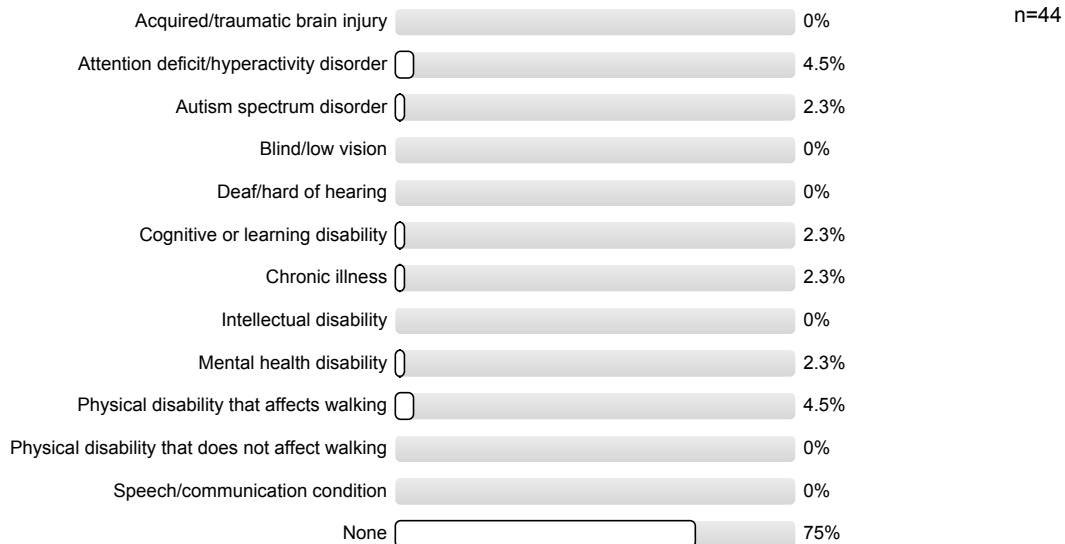 n=44
Acquired/traumatic brain injury 0%
Attention deficit/hyperactivity disorder 4.5%
Autism spectrum disorder 2.3%
Blind/low vision 0%
Deaf/hard of hearing 0%
Cognitive or learning disability 2.3%
Chronic illness 2.3%
Intellectual disability 0%
Mental health disability 2.3%
Physical disability that affects walking 4.5%
Physical disability that does not affect walking 0%
Speech/communication condition 0%
None 75%